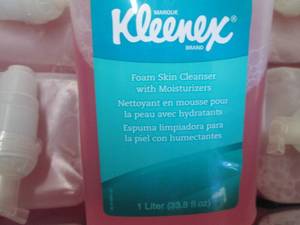 MARQUE
Kleenex®
BRAND
Foam Skin Cleanser
with Moisturizers
Nettoyant en mousse pour
la peau avec hydratants
Espuma limpiadora para
la piel con humectantes
1 Liter (33.8 fl oz)